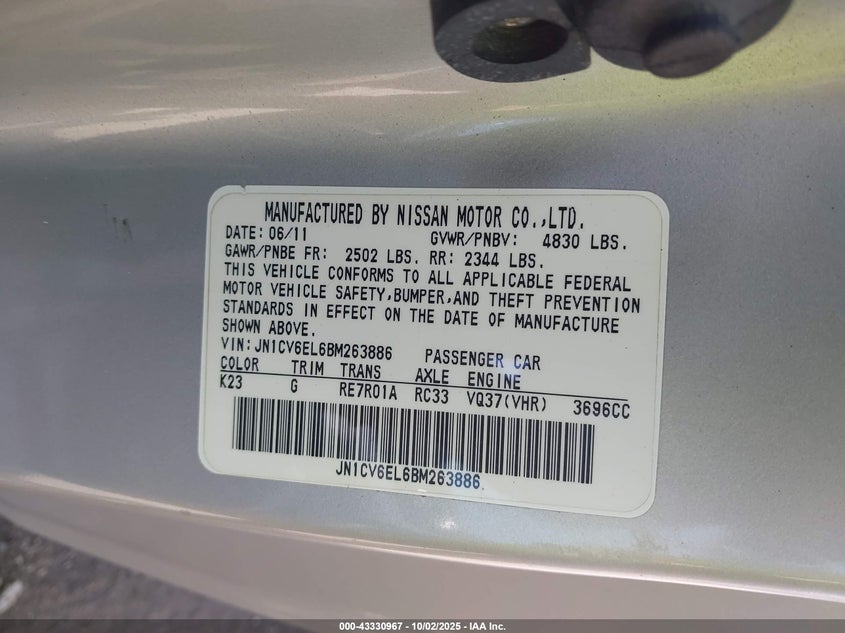 MANUFACTURED BY NISSAN MOTOR CO.,LTD.
DATE: 06/11 GVWR/PNBV: 4830 LBS.
GAWR/PNBE FR: 2502 LBS. RR: 2344 LBS.
THIS VEHICLE CONFORMS TO ALL APPLICABLE FEDERAL
MOTOR VEHICLE SAFETY,BUMPER,AND THEFT PREVENTION
STANDARDS IN EFFECT ON THE DATE OF MANUFACTURE
SHOWN ABOVE.
VIN:JN1CV6EL6BM263886 PASSENGER CAR
COLOR TRIM TRANS AXLE ENGINE
K23 G RE7R01A RC33 VQ37(VHR) 3696CC
JN1CV6EL6BM263886
000-43330967 - 10/02/2025 - IAA Inc.